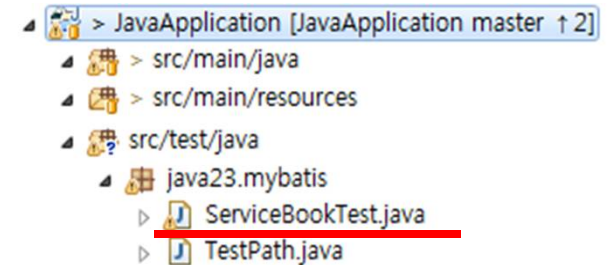 > JavaApplication [JavaApplication master ↑2]
> src/main/java
> src/main/resources
src/test/java
java23.mybatis
ServiceBookTest.java
TestPath.java